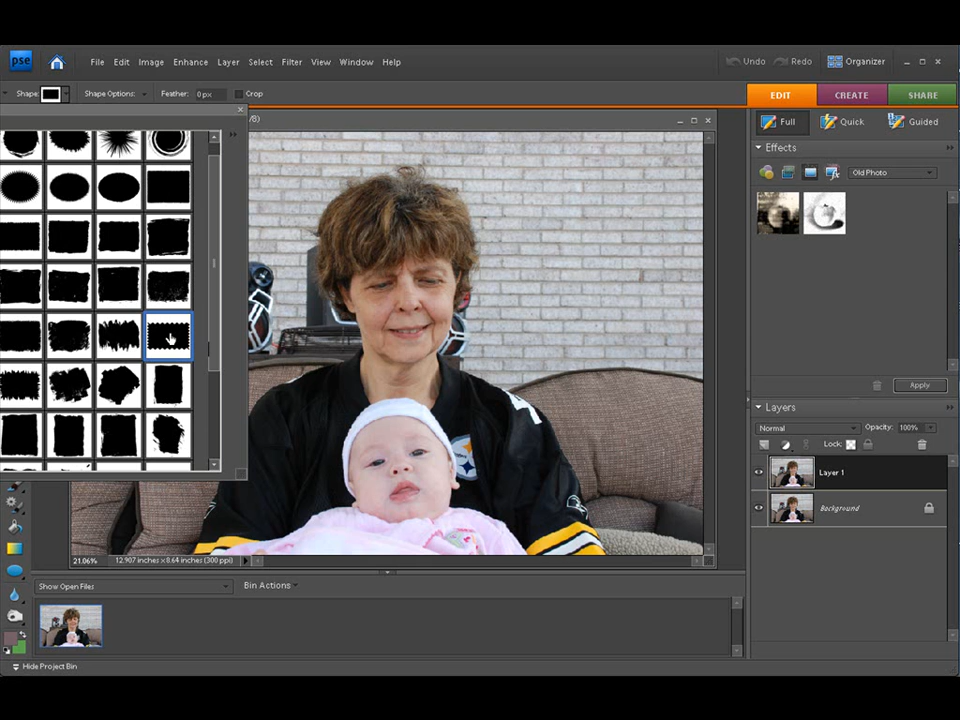 pse File Edit Image Enhance Layer Select Filter View Window Help Undo Redo Organizer
Shape: Shape Options: Feather: 0 px Crop
EDIT CREATE SHARE
/8)
Full Quick Guided
Effects
Old Photo
Apply
Layers
Normal Opacity: 100%
Lock:
Layer 1
Background
21.06% 12.907 inches x 8.64 inches (300 ppi)
Show Open Files Bin Actions
Hide Project Bin